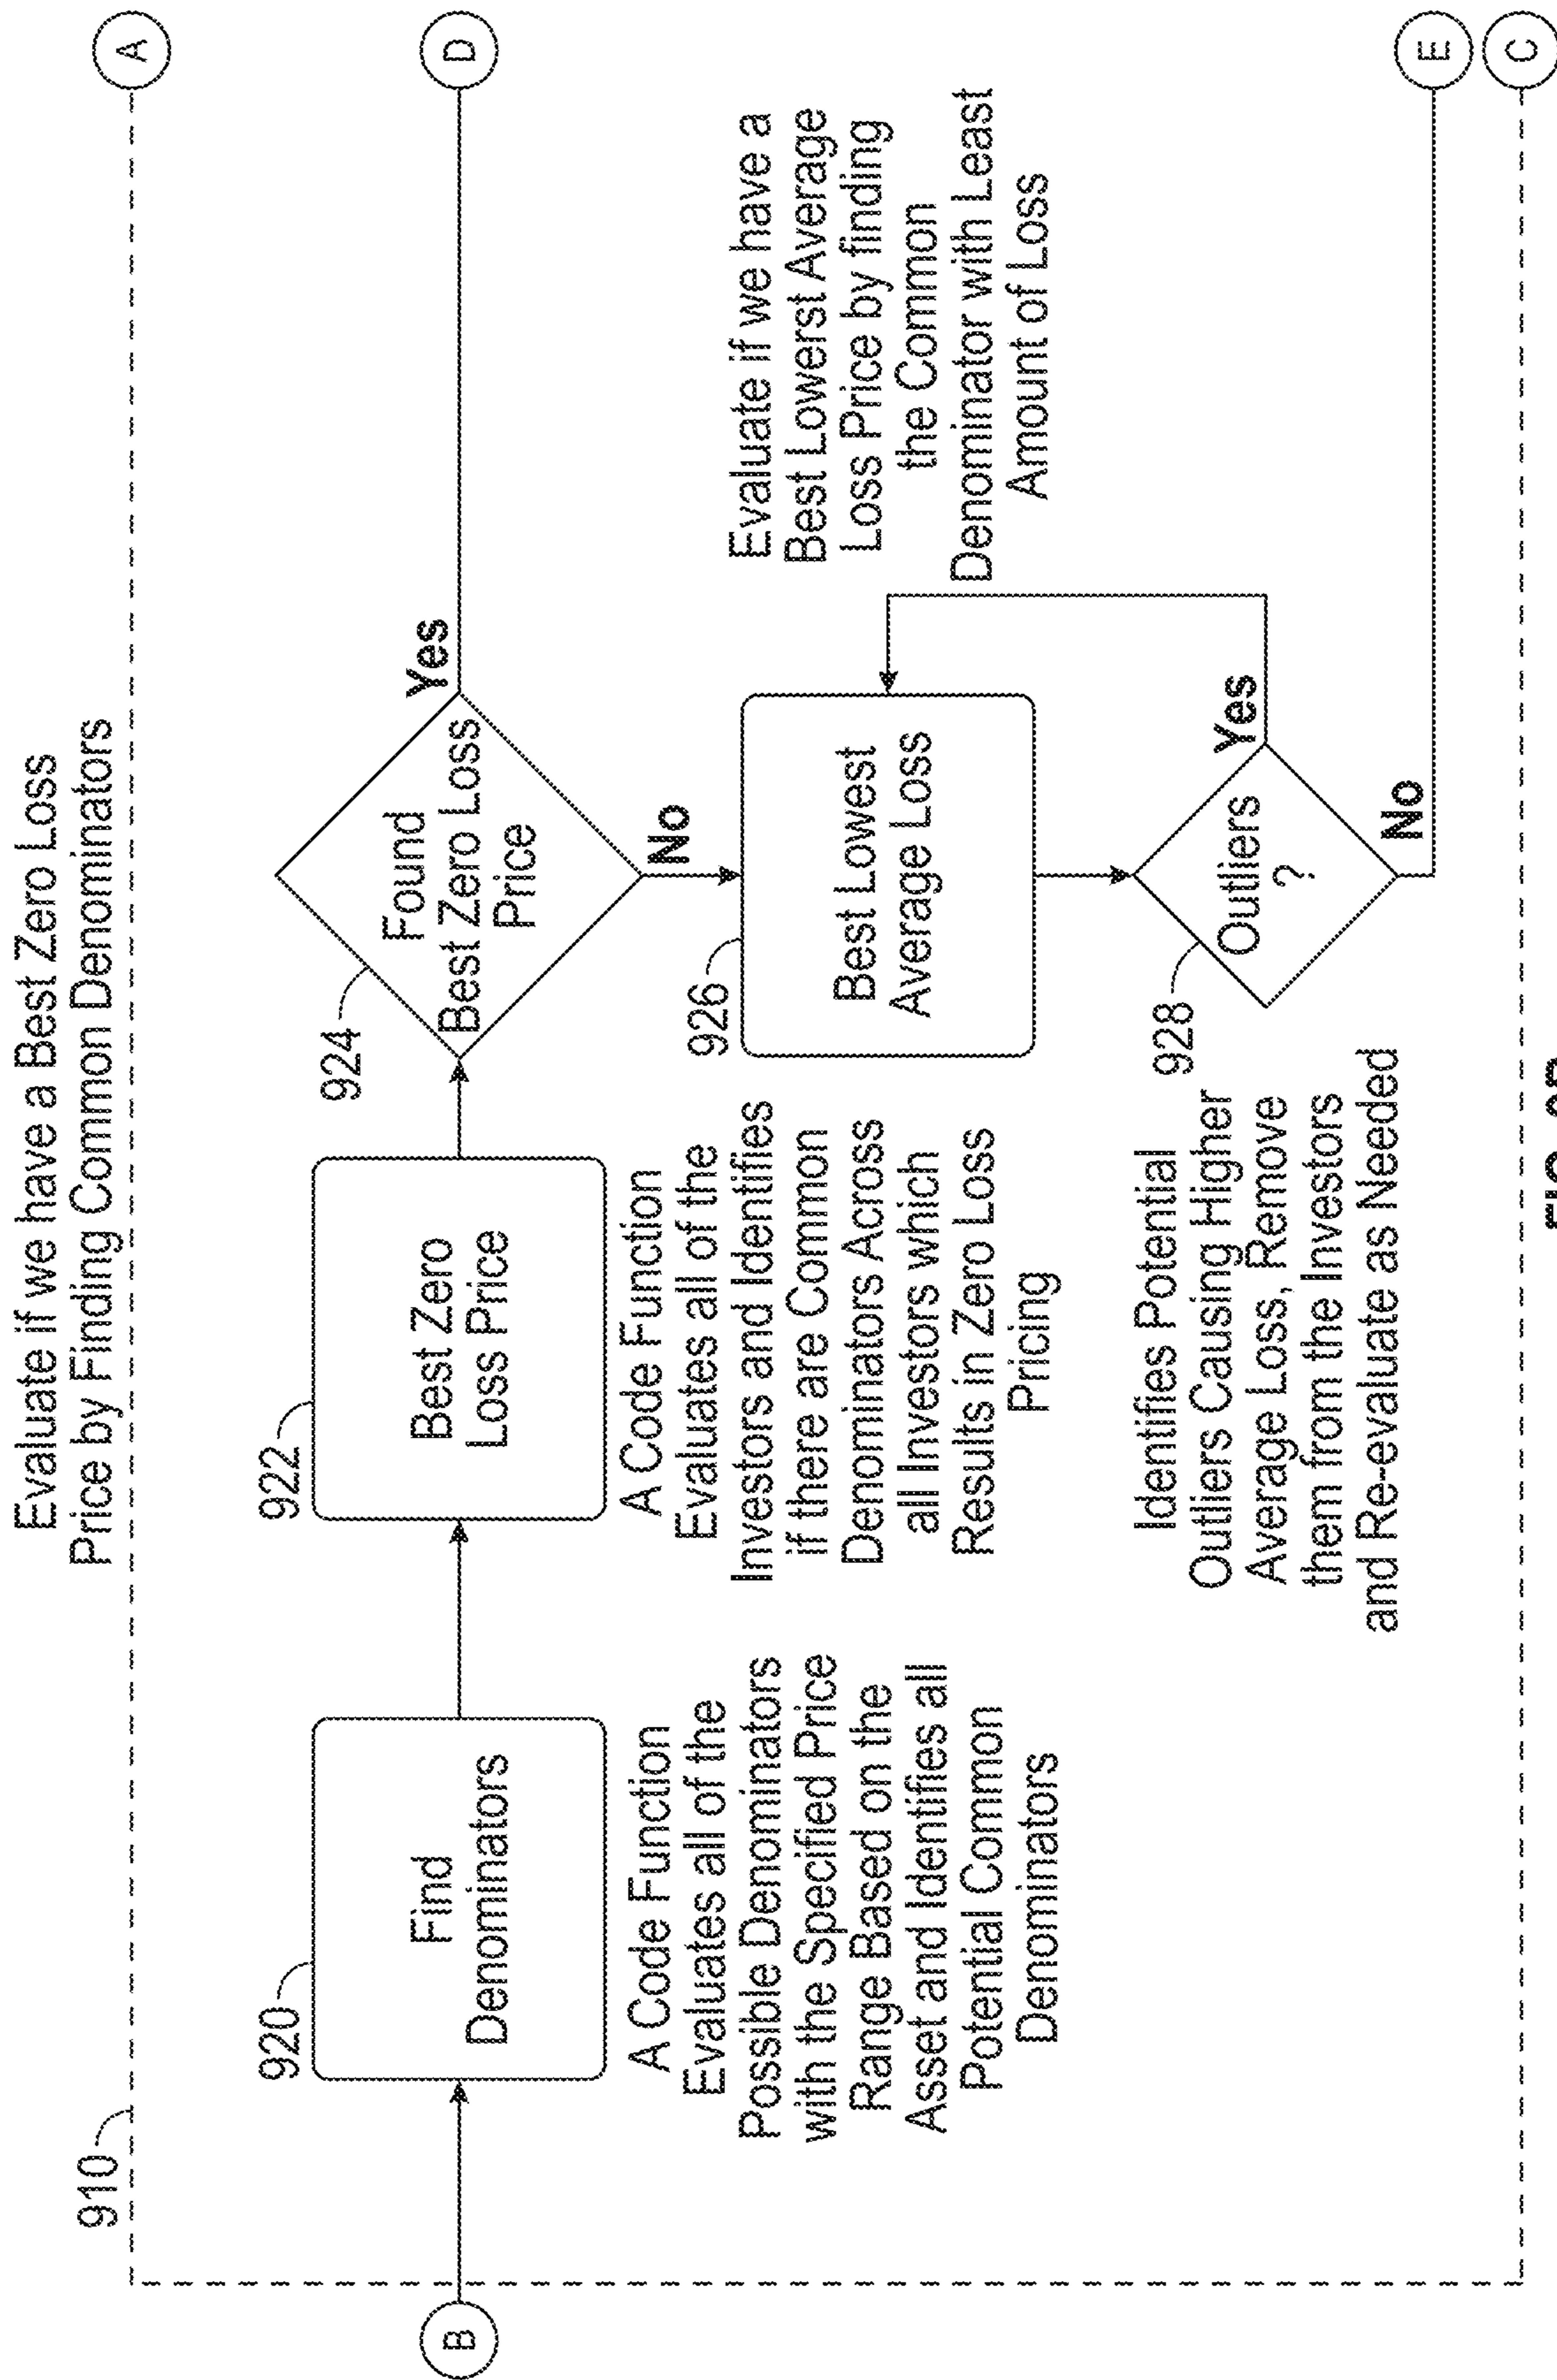 Evaluate if we have a Best Zero Loss
Price by Finding Common Denominators
910
A
B
920
Find
Denominators
A Code Function
Evaluates all of the
Possible Denominators
with the Specified Price
Range Based on the
Asset and Identifies all
Potential Common
Denominators
922
Best Zero
Loss Price
A Code Function
Evaluates all of the
Investors and Identifies
if there are Common
Denominators Across
all Investors which
Results in Zero Loss
Pricing
924
Found
Best Zero Loss
Price
Yes
D
No
926
Best Lowest
Average Loss
Evaluate if we have a
Best Lowerst Average
Loss Price by finding
the Common
Denominator with Least
Amount of Loss
928
Outliers
?
Yes
No
Identifies Potential
Outliers Causing Higher
Average Loss, Remove
them from the Investors
and Re-evaluate as Needed
E
C